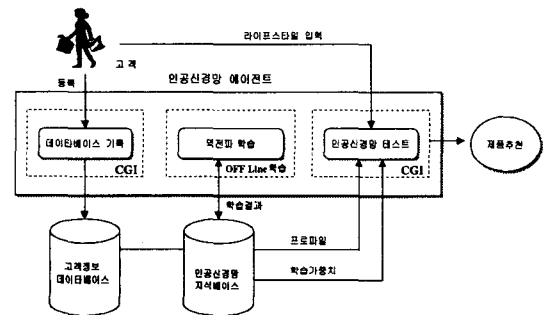 라이프스타일 입력
고 객
등록
인공신경망 에이전트
데이타베이스 기록
CGI
역전파 학습
OFF Line 학습
인공신경망 테스트
CGI
제품추천
학습결과
프로파일
학습가중치
고객정보
데이타베이스
인공신경망
지식베이스